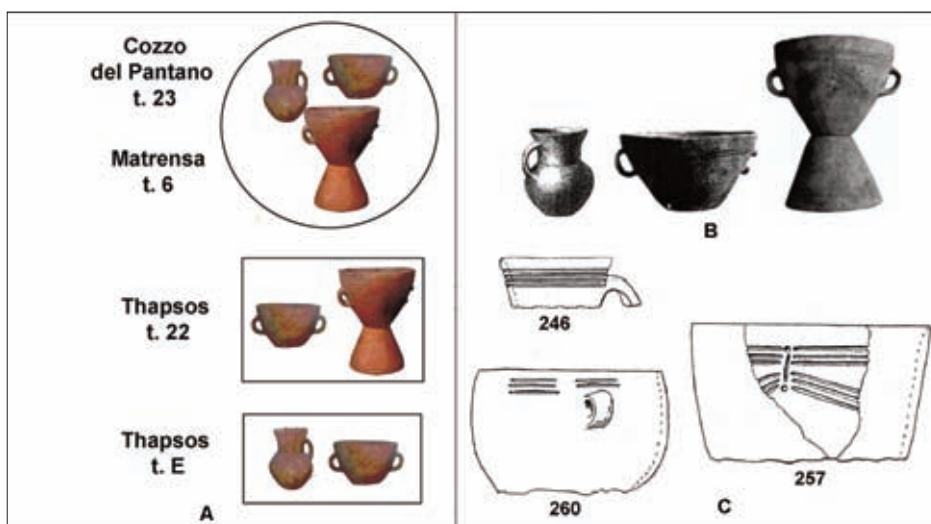 Cozzo
del Pantano
t. 23
Matrensa
t. 6
Thapsos
t. 22
Thapsos
t. E
A
B
246
260
257
C